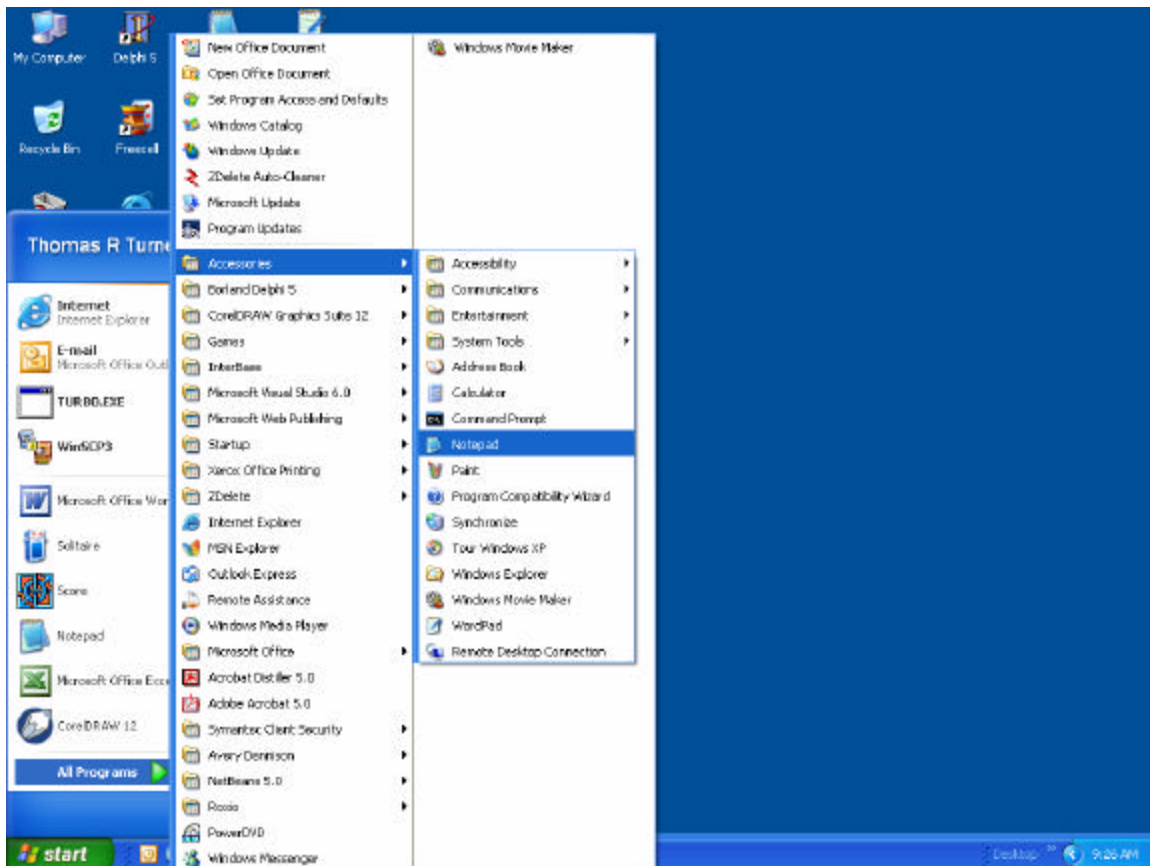 My Computer
Delphi 5
Recycle Bin
Freecell
Thomas R Turne
Internet
Internet Explorer
E-mail
Microsoft Office Outl
TURBO.EXE
WinSCP3
Microsoft Office Wor
Solitaire
Score
Notepad
Microsoft Office Exce
CorelDRAW 12
All Programs
New Office Document
Open Office Document
Set Program Access and Defaults
Windows Catalog
Windows Update
ZDelete Auto-Cleaner
Microsoft Update
Program Updates
Accessories
Borland Delphi 5
CorelDRAW Graphics Suite 12
Games
InterBase
Microsoft Visual Studio 6.0
Microsoft Web Publishing
Startup
Xerox Office Printing
ZDelete
Internet Explorer
MSN Explorer
Outlook Express
Remote Assistance
Windows Media Player
Microsoft Office
Acrobat Distiller 5.0
Adobe Acrobat 5.0
Symantec Client Security
Avery Dennison
NetBeans 5.0
Roxio
PowerDVD
Windows Messenger
Windows Movie Maker
Accessibility
Communications
Entertainment
System Tools
Address Book
Calculator
Command Prompt
Notepad
Paint
Program Compatibility Wizard
Synchronize
Tour Windows XP
Windows Explorer
Windows Movie Maker
WordPad
Remote Desktop Connection
start
Desktop
9:26 AM